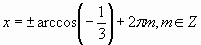 x = ±arccos(−1/3) + 2πm, m ∈ Z